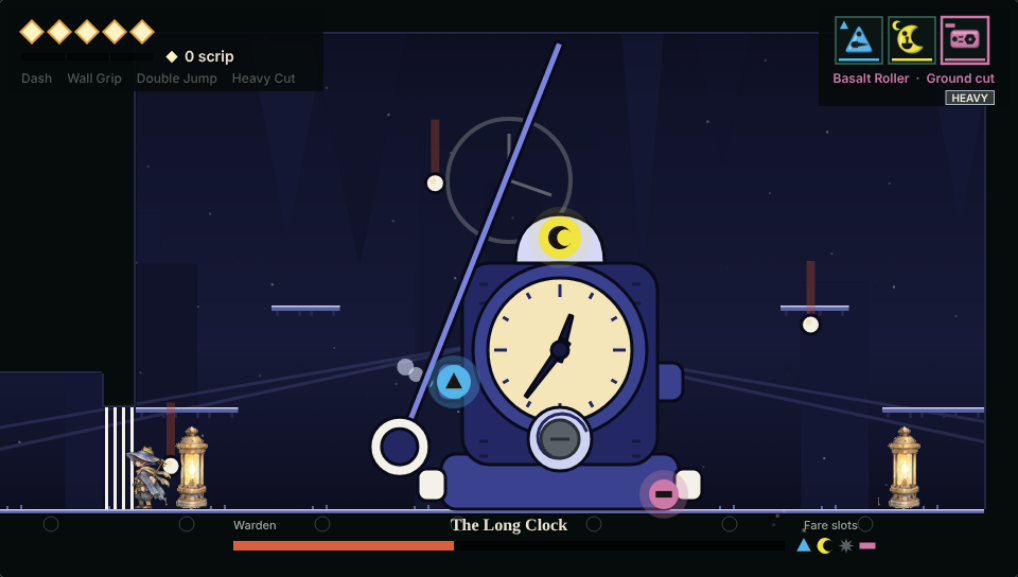 0 scrip
Dash Wall Grip Double Jump Heavy Cut
Basalt Roller · Ground cut
HEAVY
Warden
The Long Clock
Fare slots